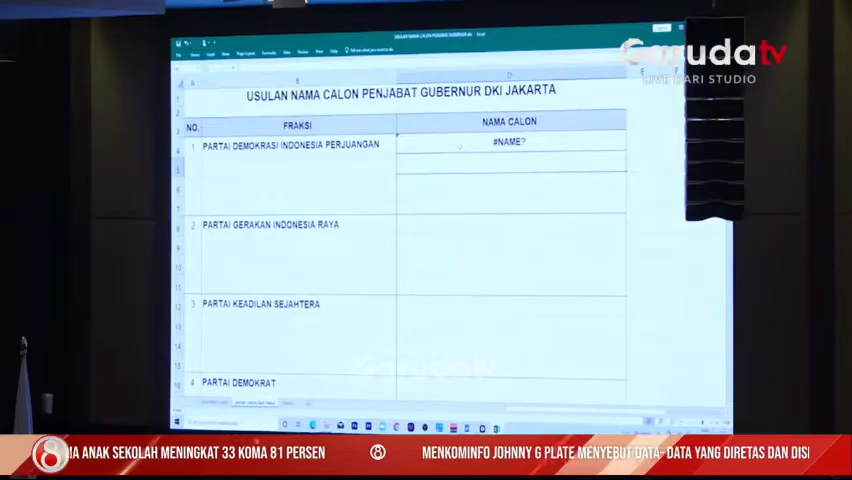 Garuda tv
LIVE DARI STUDIO
USULAN NAMA CALON PENJABAT GUBERNUR DKI JAKARTA
NO. FRAKSI NAMA CALON
1 PARTAI DEMOKRASI INDONESIA PERJUANGAN #NAME?
2 PARTAI GERAKAN INDONESIA RAYA
3 PARTAI KEADILAN SEJAHTERA
4 PARTAI DEMOKRAT
MA ANAK SEKOLAH MENINGKAT 33 KOMA 81 PERSEN 8 MENKOMINFO JOHNNY G PLATE MENYEBUT DATA- DATA YANG DIRETAS DAN DISI